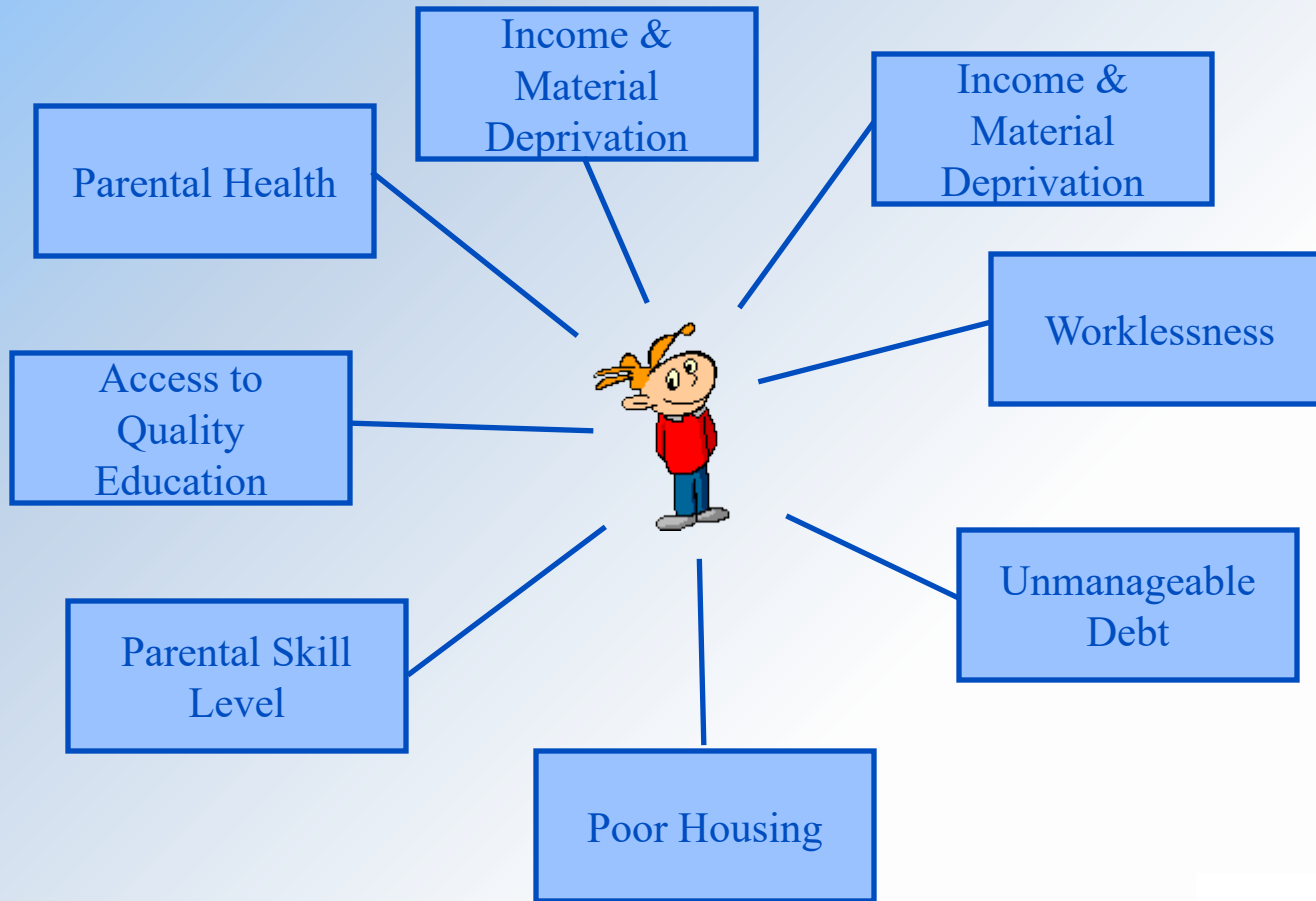 Income &
Material
Deprivation
Income &
Material
Deprivation
Parental Health
Worklessness
Access to
Quality
Education
Unmanageable
Debt
Parental Skill
Level
Poor Housing